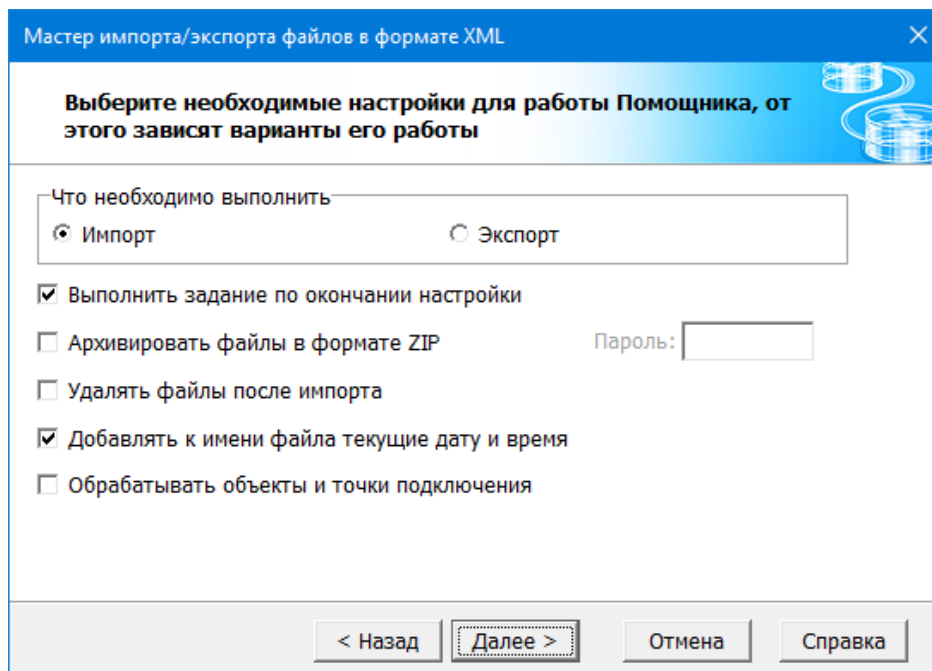 Мастер импорта/экспорта файлов в формате XML
Выберите необходимые настройки для работы Помощника, от
этого зависят варианты его работы
Что необходимо выполнить
Импорт
Экспорт
Выполнить задание по окончании настройки
Архивировать файлы в формате ZIP
Пароль:
Удалять файлы после импорта
Добавлять к имени файла текущие дату и время
Обрабатывать объекты и точки подключения
< Назад
Далее >
Отмена
Справка